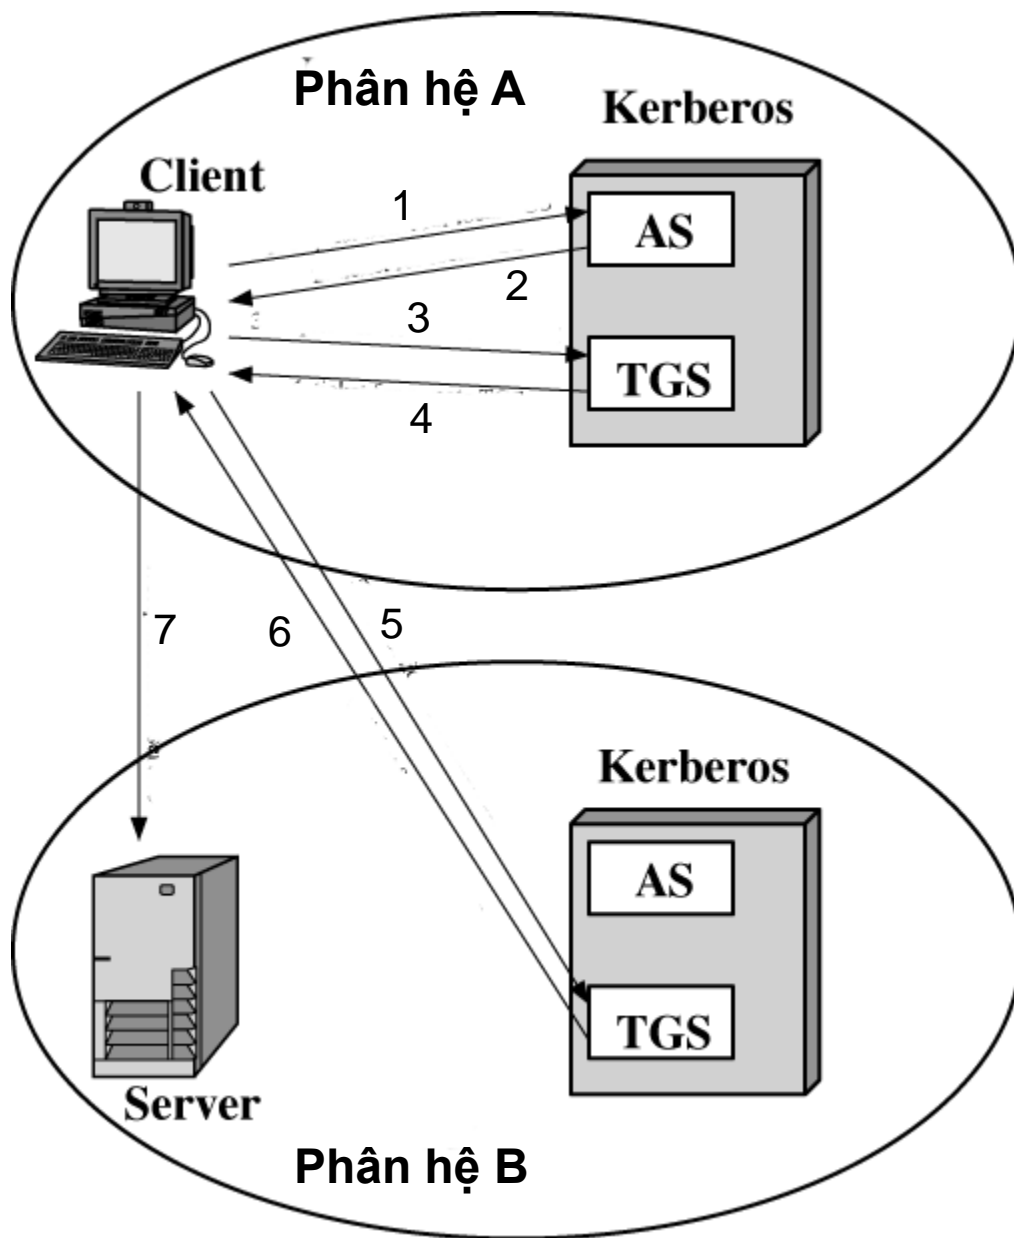 Phân hệ A
Kerberos
Client
1
AS
2
3
TGS
4
7
6
5
Kerberos
AS
TGS
Server
Phân hệ B